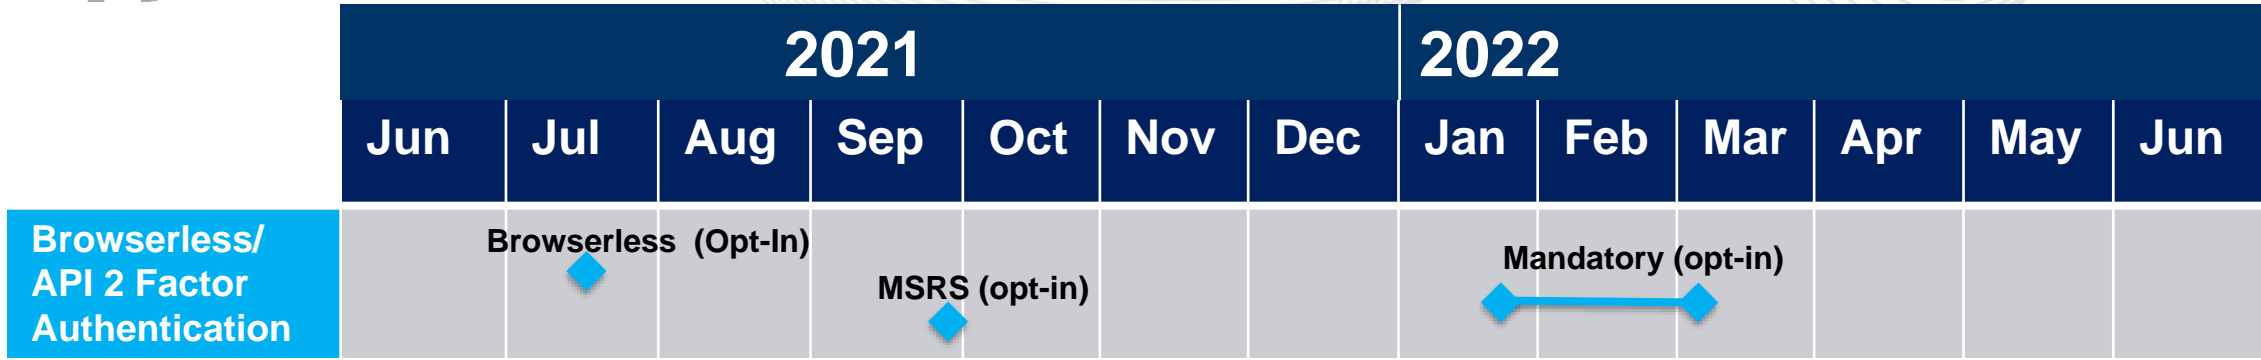 2021 2022
Jun Jul Aug Sep Oct Nov Dec Jan Feb Mar Apr May Jun
Browserless/
API 2 Factor
Authentication
Browserless (Opt-In)
MSRS (opt-in)
Mandatory (opt-in)